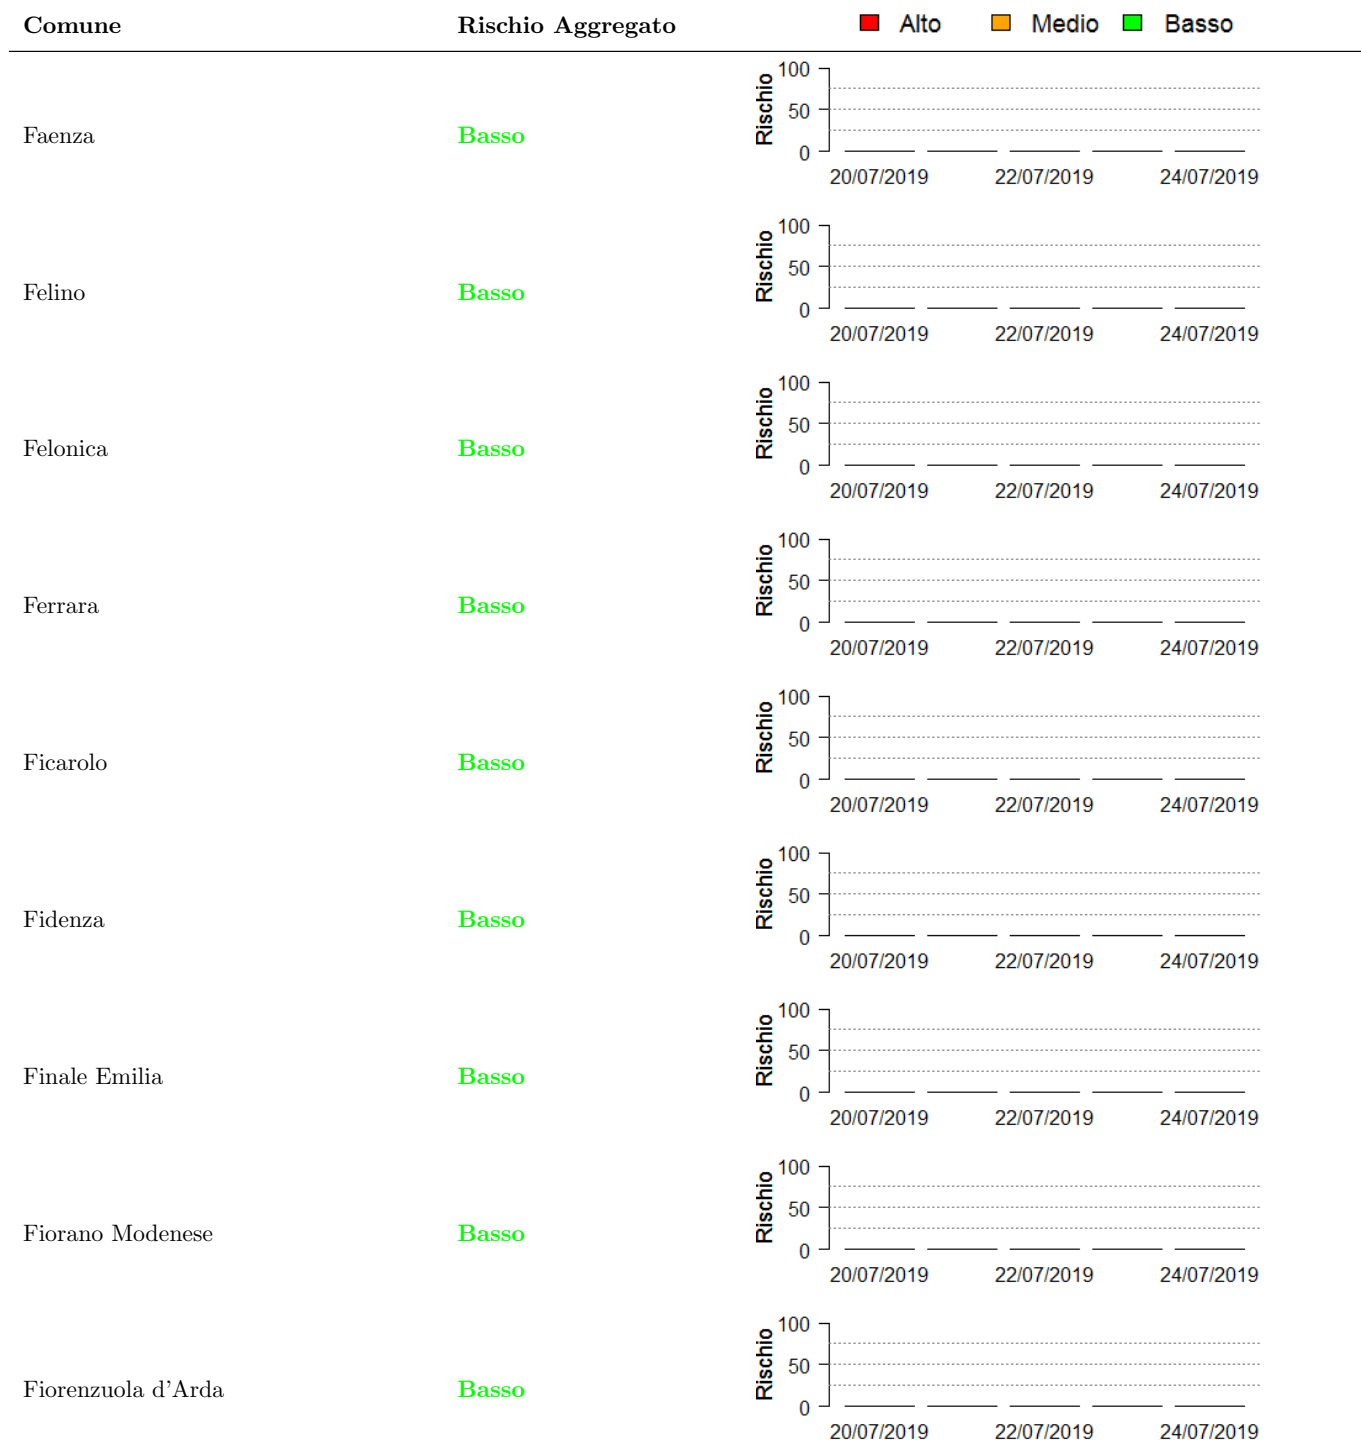 Comune Rischio Aggregato Alto Medio Basso
100
50
0
Rischio
Faenza Basso
20/07/2019 22/07/2019 24/07/2019
100
50
0
Rischio
Felino Basso
20/07/2019 22/07/2019 24/07/2019
100
50
0
Rischio
Felonica Basso
20/07/2019 22/07/2019 24/07/2019
100
50
0
Rischio
Ferrara Basso
20/07/2019 22/07/2019 24/07/2019
100
50
0
Rischio
Ficarolo Basso
20/07/2019 22/07/2019 24/07/2019
100
50
0
Rischio
Fidenza Basso
20/07/2019 22/07/2019 24/07/2019
100
50
0
Rischio
Finale Emilia Basso
20/07/2019 22/07/2019 24/07/2019
100
50
0
Rischio
Fiorano Modenese Basso
20/07/2019 22/07/2019 24/07/2019
100
50
0
Rischio
Fiorenzuola d'Arda Basso
20/07/2019 22/07/2019 24/07/2019